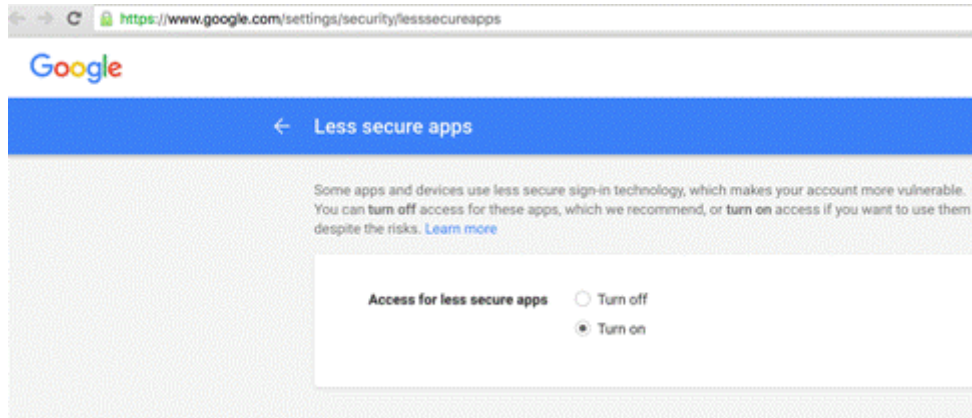 https://www.google.com/settings/security/lesssecureapps
Google
Less secure apps
Some apps and devices use less secure sign-in technology, which makes your account more vulnerable.
You can turn off access for these apps, which we recommend, or turn on access if you want to use them
despite the risks. Learn more
Access for less secure apps Turn off
Turn on